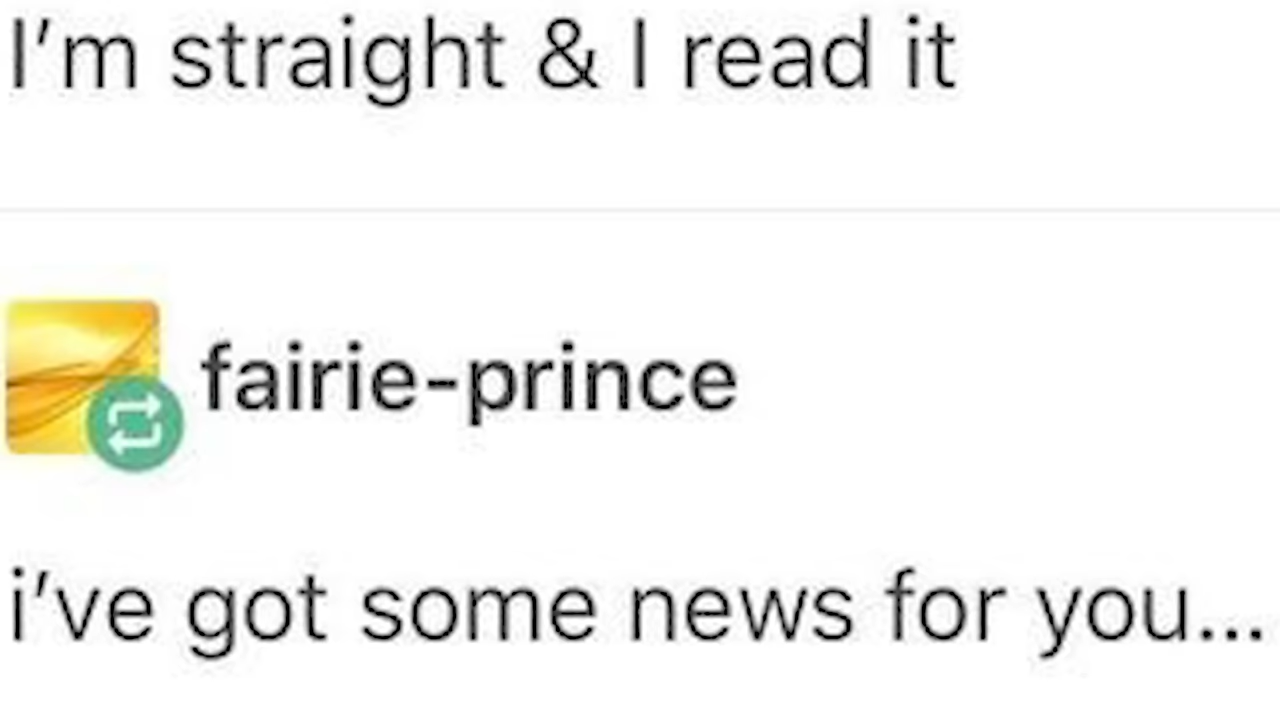 I’m straight & I read it
fairie-prince
i’ve got some news for you...